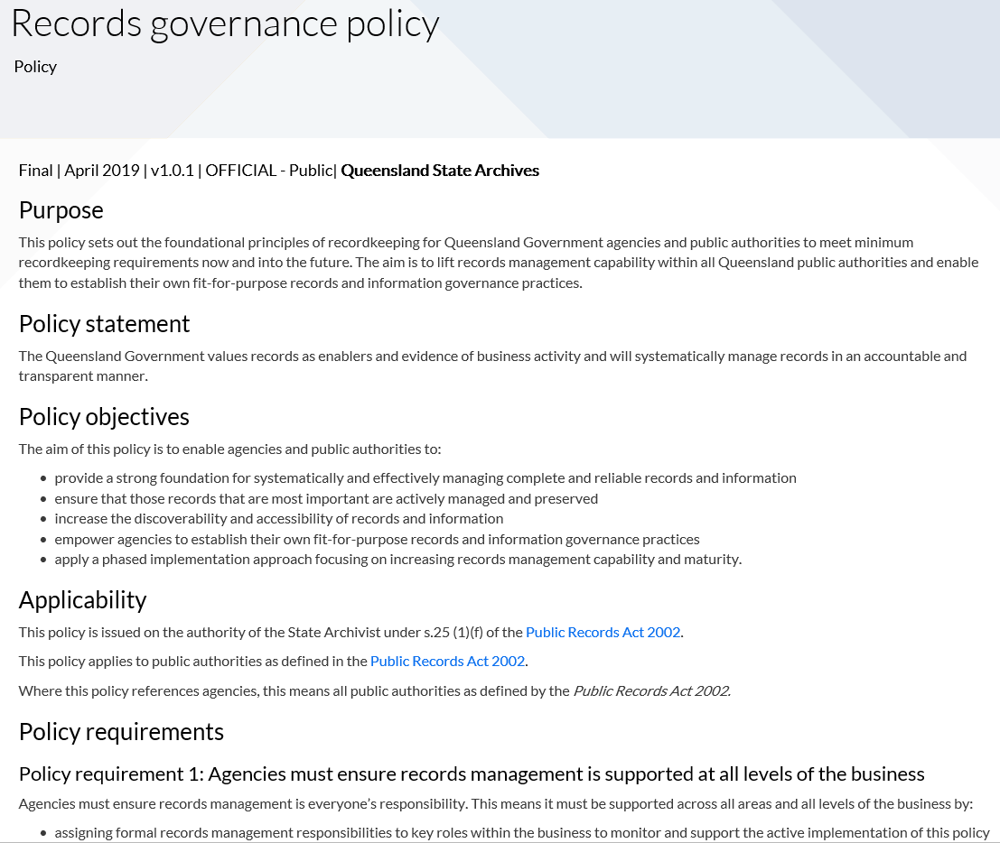 Records governance policy
Policy
Final | April 2019 | v1.0.1 | OFFICIAL - Public| Queensland State Archives
Purpose
This policy sets out the foundational principles of recordkeeping for Queensland Government agencies and public authorities to meet minimum
recordkeeping requirements now and into the future. The aim is to lift records management capability within all Queensland public authorities and enable
them to establish their own fit-for-purpose records and information governance practices.
Policy statement
The Queensland Government values records as enablers and evidence of business activity and will systematically manage records in an accountable and
transparent manner.
Policy objectives
The aim of this policy is to enable agencies and public authorities to:
• provide a strong foundation for systematically and effectively managing complete and reliable records and information
• ensure that those records that are most important are actively managed and preserved
• increase the discoverability and accessibility of records and information
• empower agencies to establish their own fit-for-purpose records and information governance practices
• apply a phased implementation approach focusing on increasing records management capability and maturity.
Applicability
This policy is issued on the authority of the State Archivist under s.25 (1)(f) of the Public Records Act 2002.
This policy applies to public authorities as defined in the Public Records Act 2002.
Where this policy references agencies, this means all public authorities as defined by the Public Records Act 2002.
Policy requirements
Policy requirement 1: Agencies must ensure records management is supported at all levels of the business
Agencies must ensure records management is everyone's responsibility. This means it must be supported across all areas and all levels of the business by:
• assigning formal records management responsibilities to key roles within the business to monitor and support the active implementation of this policy